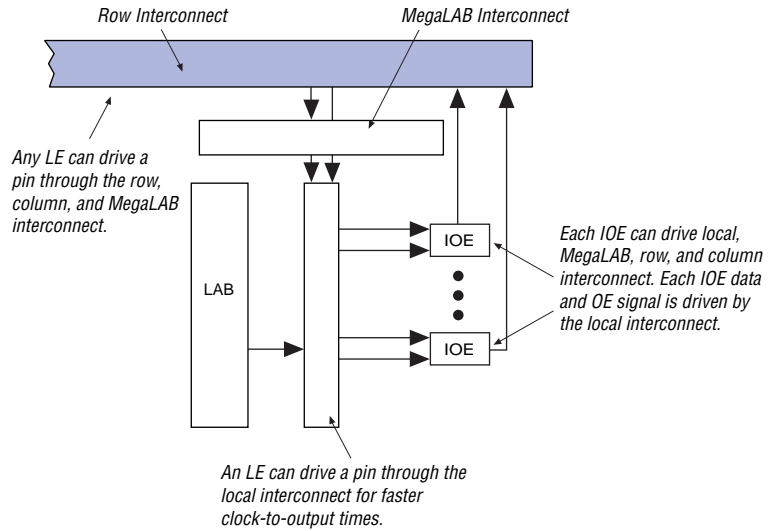 Row Interconnect
MegaLAB Interconnect
Any LE can drive a
pin through the row,
column, and MegaLAB
interconnect.
LAB
IOE
IOE
Each IOE can drive local,
MegaLAB, row, and column
interconnect. Each IOE data
and OE signal is driven by
the local interconnect.
An LE can drive a pin through the
local interconnect for faster
clock-to-output times.